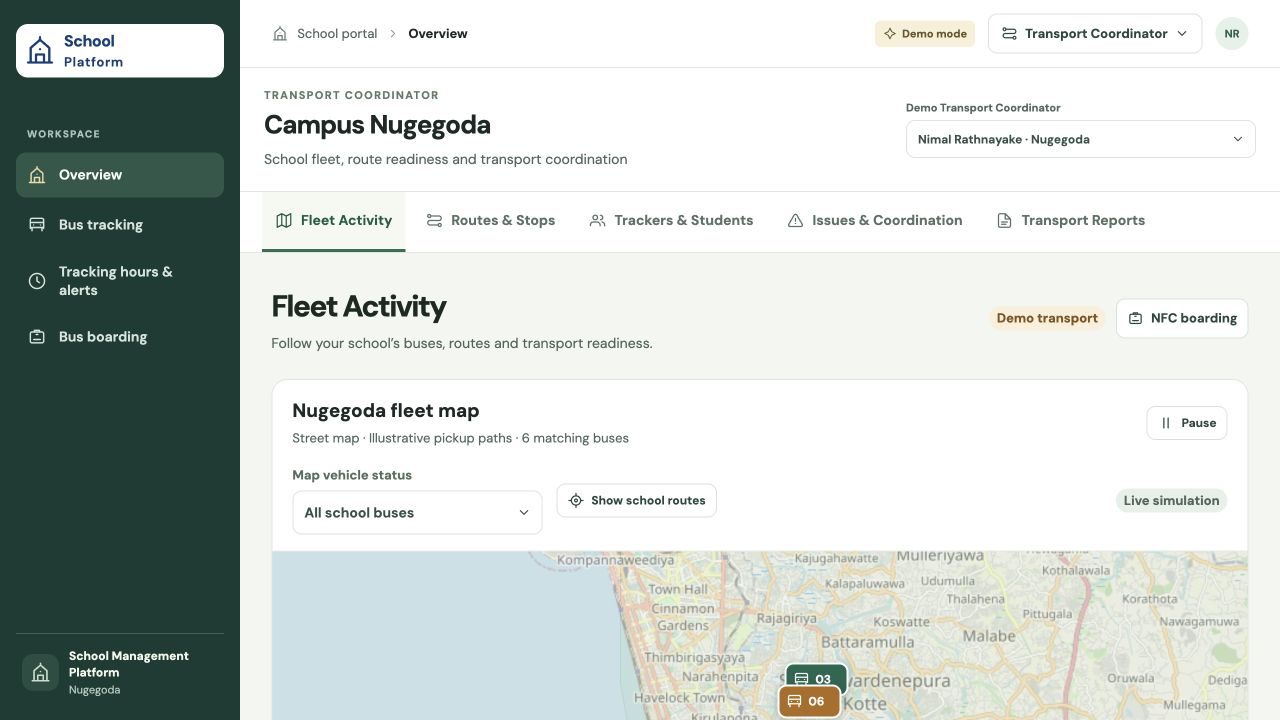 School
Platform
WORKSPACE
Overview
Bus tracking
Tracking hours &
alerts
Bus boarding
School Management
Platform
Nugegoda
School portal
Overview
Demo mode
Transport Coordinator
NR
TRANSPORT COORDINATOR
Campus Nugegoda
School fleet, route readiness and transport coordination
Demo Transport Coordinator
Nimal Rathnayake · Nugegoda
Fleet Activity
Routes & Stops
Trackers & Students
Issues & Coordination
Transport Reports
Fleet Activity
Follow your school’s buses, routes and transport readiness.
Demo transport
NFC boarding
Nugegoda fleet map
Street map · Illustrative pickup paths · 6 matching buses
Pause
Map vehicle status
All school buses
Show school routes
Live simulation
Kompannaweediya
Kajugahawatte
Mulleriyawa
Kothalawala
Town Hall
Kalapaluwawa
Udumulla
Cinnamon
Gardens
Thalahena
Korathota
Rajagiriya
Koswatte
Pittugala
Nawagamuwa
Battaramulla
Malabe
Thimbirigasyaya
Narahenpita
03
Oruwala
Dediga
Havelock Town
06
Kotte
Mullegama
Kirulapona